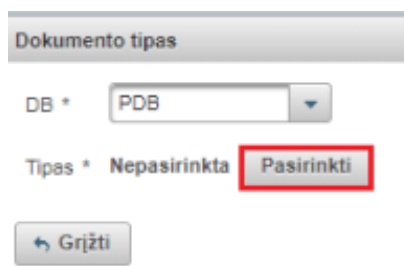 Dokumento tipas
DB * PDB
Tipas * Nepasirinkta Pasirinkti
Grįžti